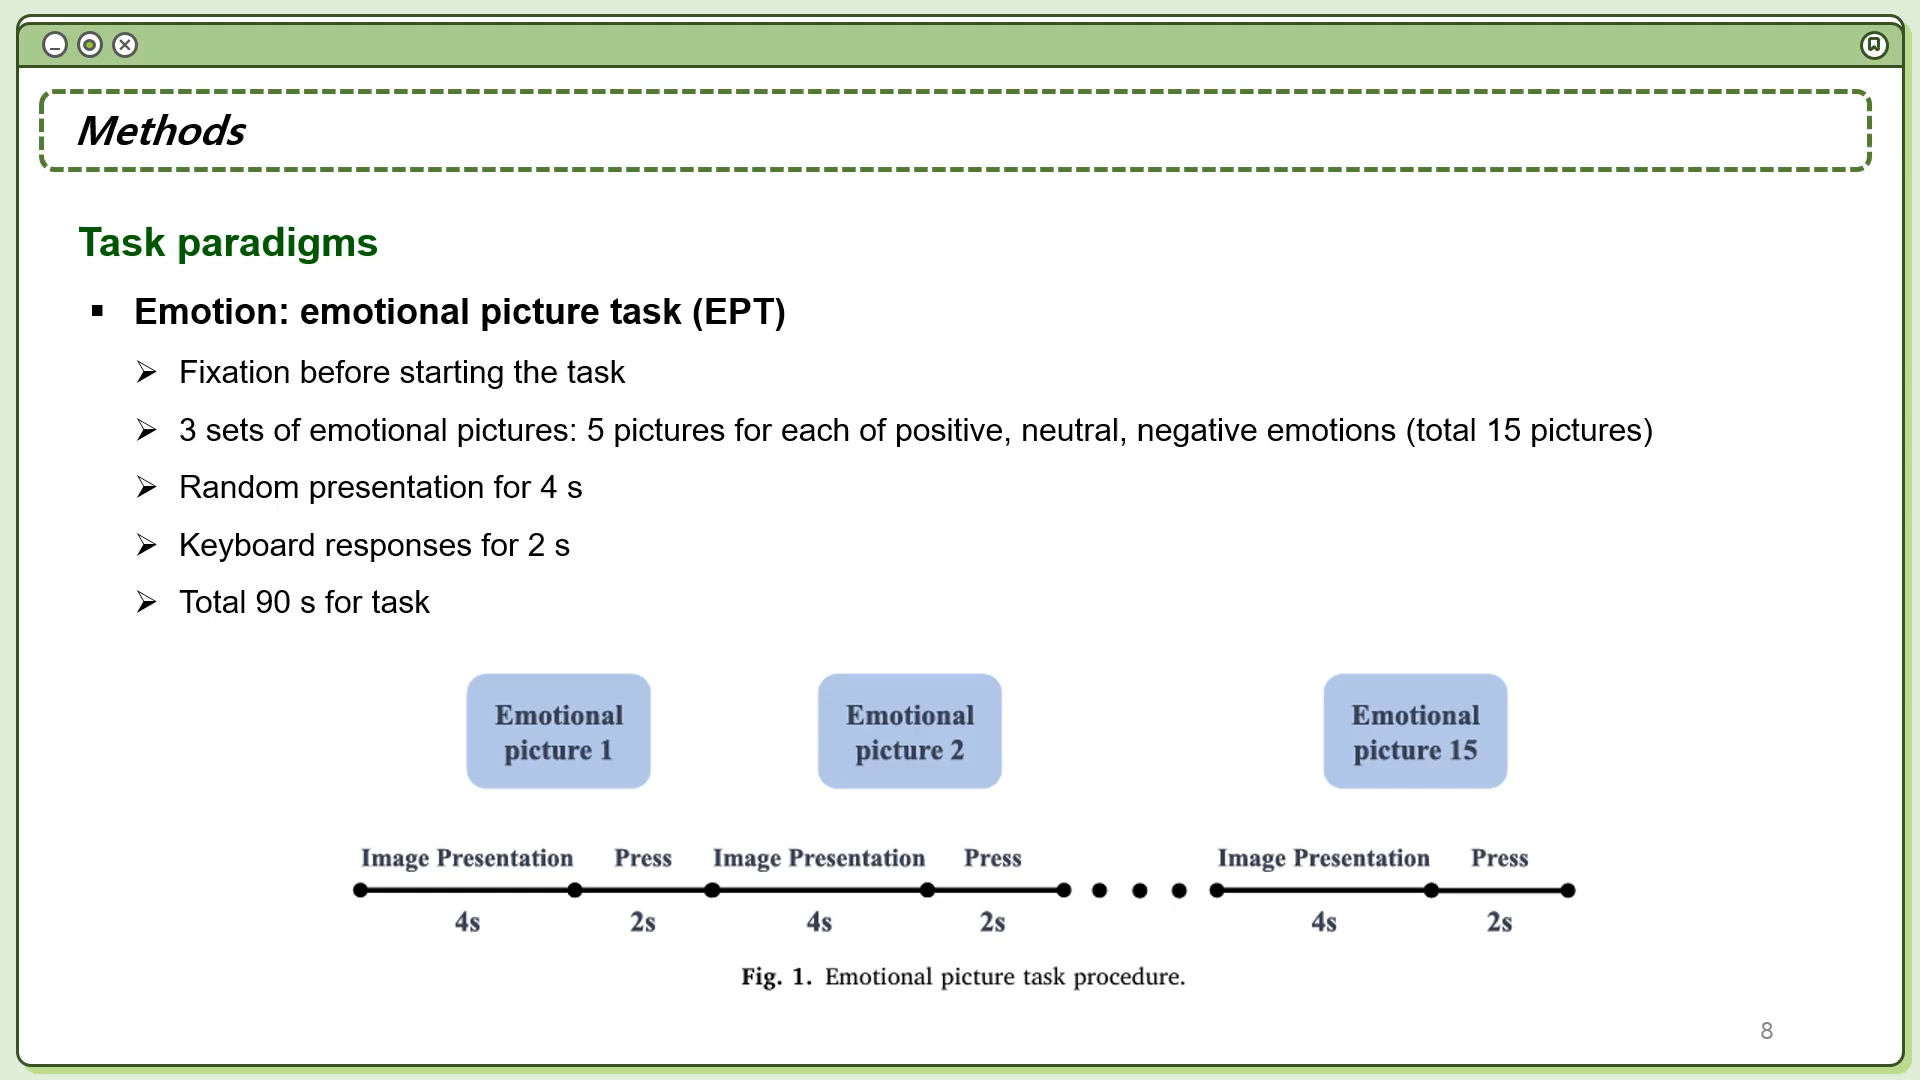 Methods
Task paradigms
▪ Emotion: emotional picture task (EPT)
➢ Fixation before starting the task
➢ 3 sets of emotional pictures: 5 pictures for each of positive, neutral, negative emotions (total 15 pictures)
➢ Random presentation for 4 s
➢ Keyboard responses for 2 s
➢ Total 90 s for task
Emotional picture 1
Emotional picture 2
Emotional picture 15
Image Presentation Press Image Presentation Press Image Presentation Press
4s 2s 4s 2s 4s 2s
Fig. 1. Emotional picture task procedure.
8